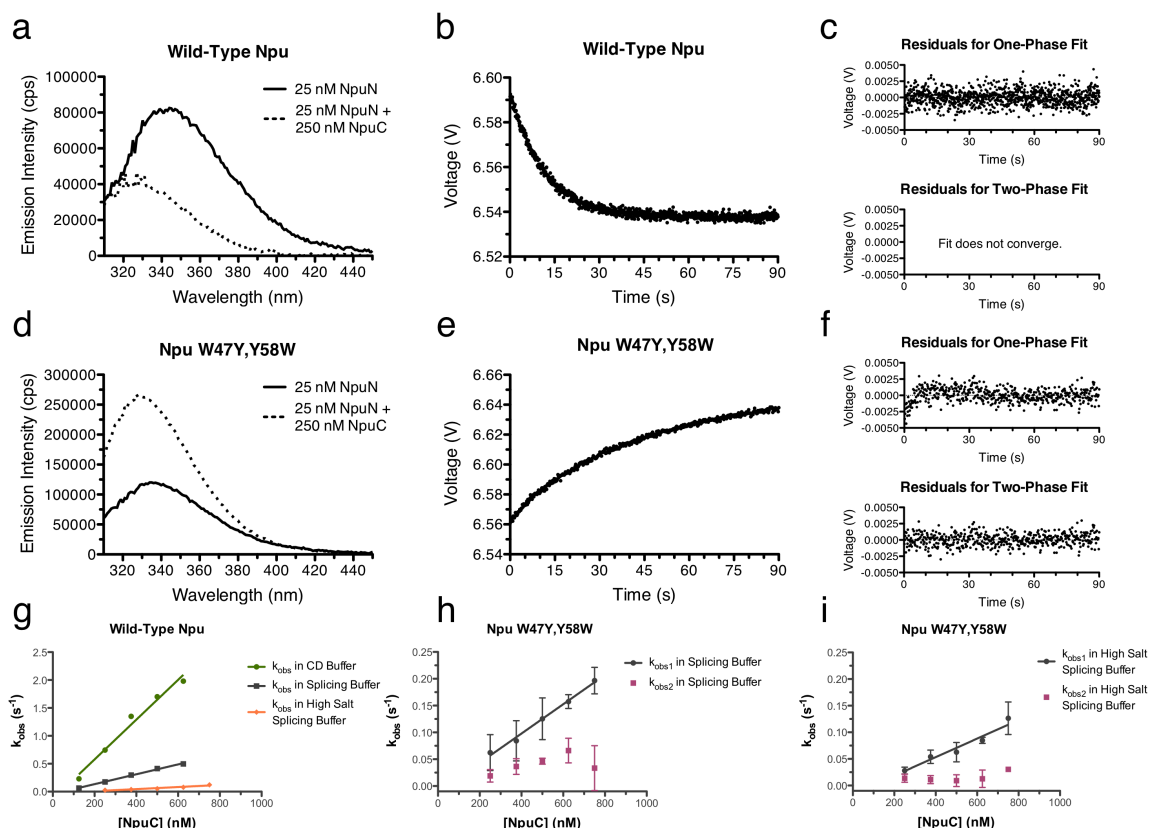 a
Wild-Type Npu
Emission Intensity (cps)
100000
80000
60000
40000
20000
0
320 340 360 380 400 420 440
Wavelength (nm)
25 nM NpuN
25 nM NpuN +
250 nM NpuC
b
Wild-Type Npu
Voltage (V)
6.60
6.58
6.56
6.54
6.52
0 15 30 45 60 75 90
Time (s)
c
Residuals for One-Phase Fit
Voltage (V)
0.0050
0.0025
0.0000
-0.0025
-0.0050
0 30 60 90
Time (s)
Residuals for Two-Phase Fit
Voltage (V)
0.0050
0.0025
0.0000
-0.0025
-0.0050
Fit does not converge.
0 30 60 90
Time (s)
d
Npu W47Y,Y58W
Emission Intensity (cps)
300000
250000
200000
150000
100000
50000
0
320 340 360 380 400 420 440
Wavelength (nm)
25 nM NpuN
25 nM NpuN +
250 nM NpuC
e
Npu W47Y,Y58W
Voltage (V)
6.66
6.64
6.62
6.60
6.58
6.56
6.54
0 15 30 45 60 75 90
Time (s)
f
Residuals for One-Phase Fit
Voltage (V)
0.0050
0.0025
0.0000
-0.0025
-0.0050
0 30 60 90
Time (s)
Residuals for Two-Phase Fit
Voltage (V)
0.0050
0.0025
0.0000
-0.0025
-0.0050
0 30 60 90
Time (s)
g
Wild-Type Npu
kobs (s-1)
2.5
2.0
1.5
1.0
0.5
0.0
0 200 400 600 800 1000
[NpuC] (nM)
kobs in CD Buffer
kobs in Splicing Buffer
kobs in High Salt
Splicing Buffer
h
Npu W47Y,Y58W
kobs (s-1)
0.25
0.20
0.15
0.10
0.05
0.00
0 200 400 600 800 1000
[NpuC] (nM)
kobs1 in Splicing Buffer
kobs2 in Splicing Buffer
i
Npu W47Y,Y58W
kobs (s-1)
0.25
0.20
0.15
0.10
0.05
0.00
0 200 400 600 800 1000
[NpuC] (nM)
kobs1 in High Salt
Splicing Buffer
kobs2 in High Salt
Splicing Buffer